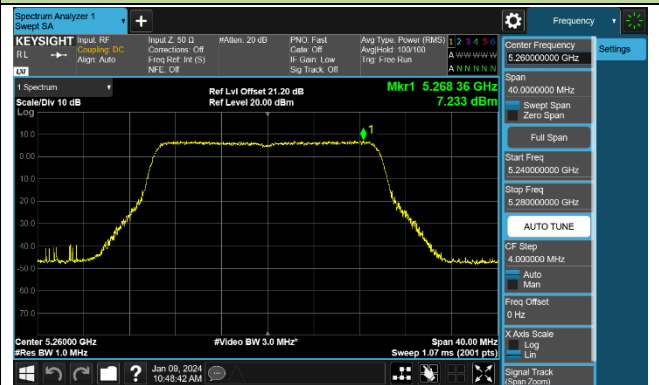 Spectrum Analyzer 1
Swept SA
+
Frequency
KEYSIGHT
RL
LXI
Input: RF
Coupling: DC
Align: Auto
Input Z: 50 Ω
Corrections: Off
Freq Ref: Int (S)
NFE: Off
#Atten: 20 dB
PNO: Fast
Gate: Off
IF Gain: Low
Sig Track: Off
Avg Type: Power (RMS)
Avg|Hold: 100/100
Trig: Free Run
1 2 3 4 5 6
A W W W W W
A N N N N N
1 Spectrum
Scale/Div 10 dB
Log
Ref Lvl Offset 21.20 dB
Ref Level 20.00 dBm
Mkr1 5.268 36 GHz
7.233 dBm
1
10.0
0.00
-10.0
-20.0
-30.0
-40.0
-50.0
-60.0
-70.0
Center 5.26000 GHz
#Res BW 1.0 MHz
#Video BW 3.0 MHz*
Span 40.00 MHz
Sweep 1.07 ms (2001 pts)
Center Frequency
5.260000000 GHz
Settings
Span
40.0000000 MHz
Swept Span
Zero Span
Full Span
Start Freq
5.240000000 GHz
Stop Freq
5.280000000 GHz
AUTO TUNE
CF Step
4.000000 MHz
Auto
Man
Freq Offset
0 Hz
X Axis Scale
Log
Lin
Signal Track
(Span Zoom)
?
Jan 09, 2024
10:48:42 AM